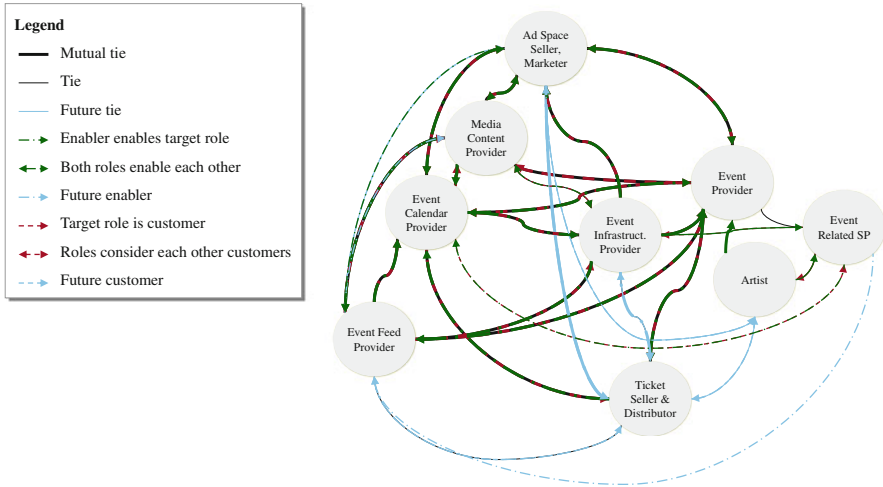 Legend
Mutual tie
Tie
Future tie
Enabler enables target role
Both roles enable each other
Future enabler
Target role is customer
Roles consider each other customers
Future customer
Ad Space
Seller,
Marketer
Media
Content
Provider
Event
Provider
Event
Calendar
Provider
Event
Infrastruct.
Provider
Event
Related SP
Artist
Event Feed
Provider
Ticket
Seller &
Distributor